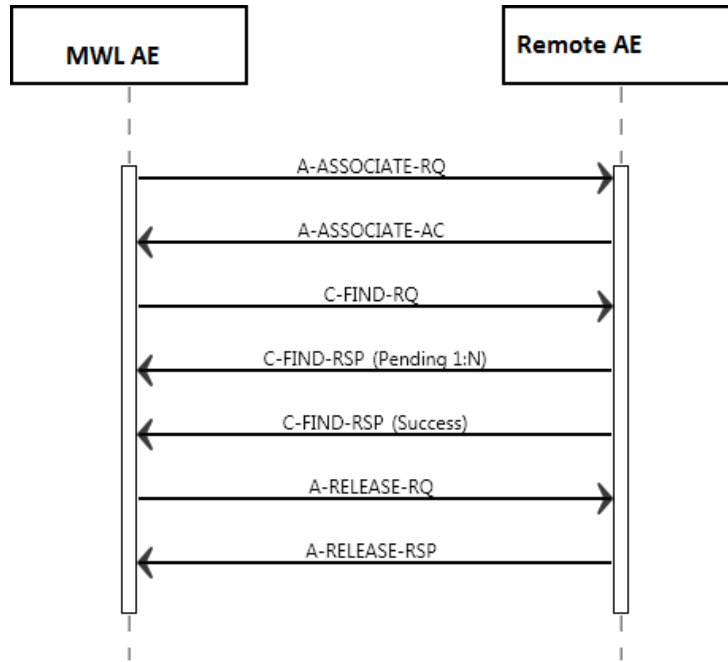 MWL AE
Remote AE
A-ASSOCIATE-RQ
A-ASSOCIATE-AC
C-FIND-RQ
C-FIND-RSP (Pending 1:N)
C-FIND-RSP (Success)
A-RELEASE-RQ
A-RELEASE-RSP